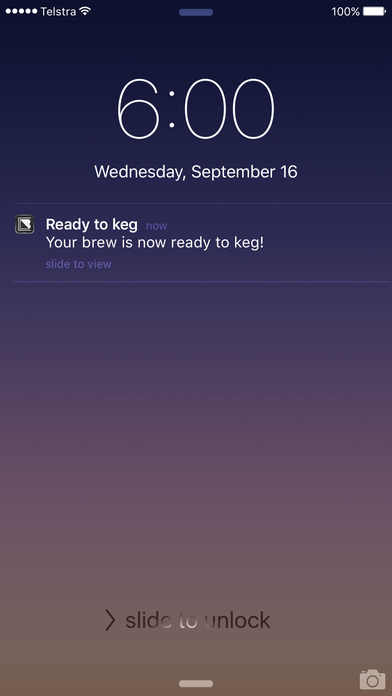 Telstra 100%
6:00
Wednesday, September 16
Ready to keg now
Your brew is now ready to keg!
slide to view
slide to unlock